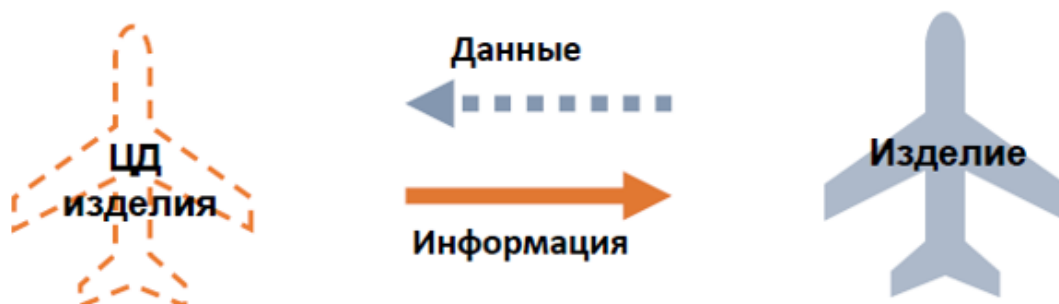 Данные
ЦД
изделия
Изделие
Информация